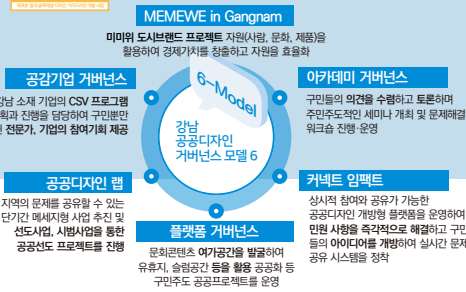 MEMEWE in Gangnam
미미위 도시브랜드 프로젝트 자원(사람, 문화, 제품)을
활용하여 경제가치를 창출하고 자원을 효율화
공감기업 거버넌스
강남 소재 기업의 CSV 프로그램
기획과 진행을 담당하여 구민뿐만
전문가, 기업의 참여기회 제공
아카데미 거버넌스
구민들의 의견을 수렴하고 토론하며
주민주도적인 세미나 개최 및 문제해결
워크숍 진행·운영
6-Model
강남
공공디자인
거버넌스 모델 6
공공디자인 랩
지역의 문제를 공유할 수 있는
단기간 메세지형 사업 추진 및
선도사업, 시범사업을 통한
공공선도 프로젝트를 진행
커넥트 임팩트
상시적 참여와 공유가 가능한
공공디자인 개방형 플랫폼을 운영하여
민원 사항을 즉각적으로 해결하고 구민
들의 아이디어를 개방하여 실시간 문제
공유 시스템을 정착
플랫폼 거버넌스
문화콘텐츠 여가공간을 발굴하여
유휴지, 슬럼공간 등을 활용 공공화 등
구민주도 공공프로젝트를 운영